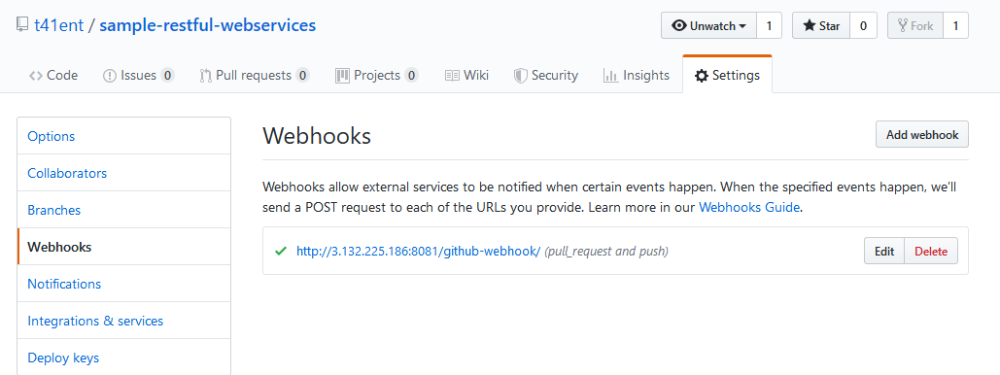 t41ent / sample-restful-webservices
Unwatch 1 Star 0 Fork 1
Code Issues 0 Pull requests 0 Projects 0 Wiki Security Insights Settings
Options
Collaborators
Branches
Webhooks
Notifications
Integrations & services
Deploy keys
Webhooks
Add webhook
Webhooks allow external services to be notified when certain events happen. When the specified events happen, we'll
send a POST request to each of the URLs you provide. Learn more in our Webhooks Guide.
http://3.132.225.186:8081/github-webhook/ (pull_request and push)
Edit Delete